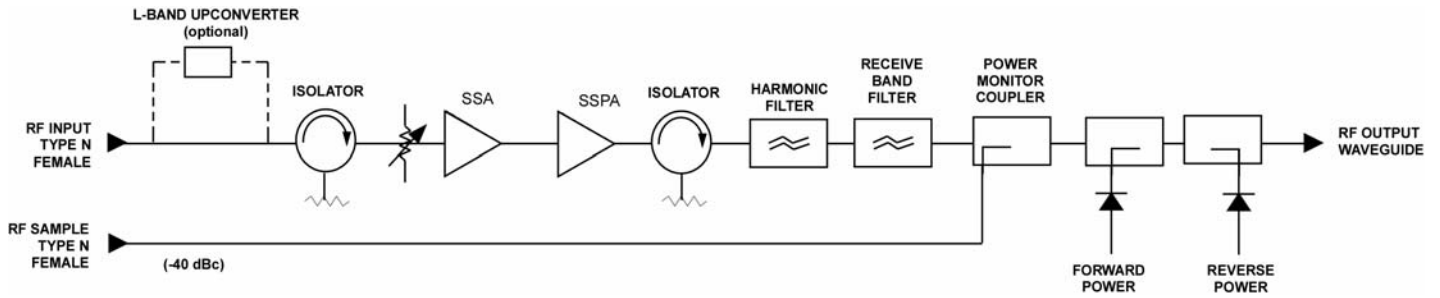 L-BAND UPCONVERTER
(optional)
RF INPUT
TYPE N
FEMALE
ISOLATOR
SSA
SSPA
ISOLATOR
HARMONIC
FILTER
RECEIVE
BAND
FILTER
POWER
MONITOR
COUPLER
RF OUTPUT
WAVEGUIDE
RF SAMPLE
TYPE N
FEMALE
(-40 dBc)
FORWARD
POWER
REVERSE
POWER